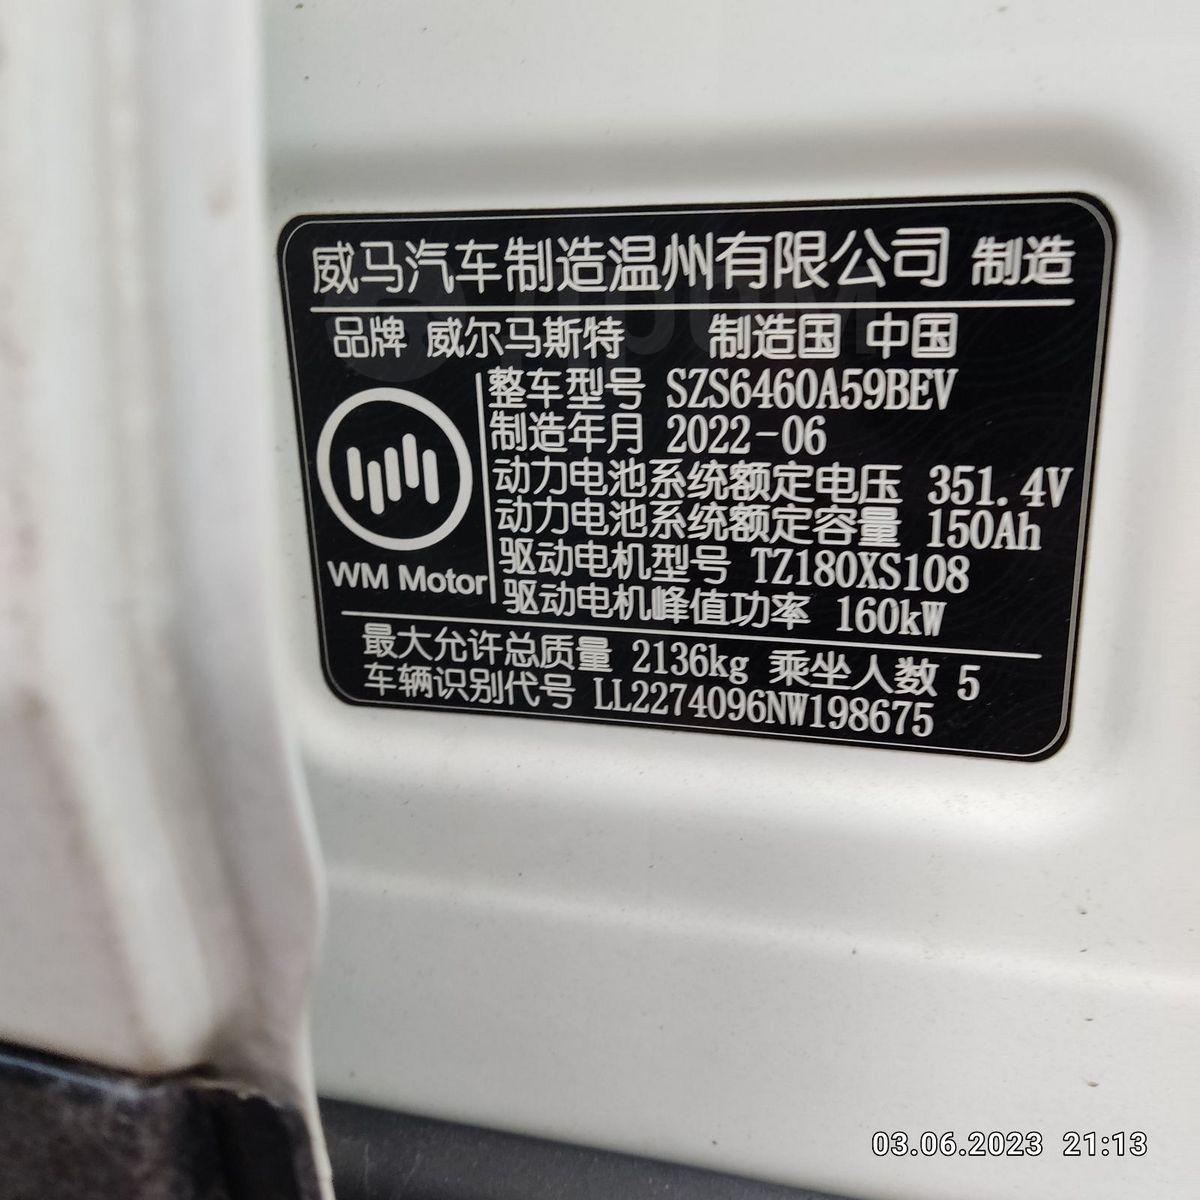 威马汽车制造温州有限公司 制造
品牌 威尔马斯特 制造国 中国
整车型号 SZS6460A59BEV
制造年月 2022-06
动力电池系统额定电压 351.4V
动力电池系统额定容量 150Ah
驱动电机型号 TZ180XS108
驱动电机峰值功率 160kW
WM Motor
最大允许总质量 2136kg 乘坐人数 5
车辆识别代号 LL2274096NW198675
03.06.2023 21:13